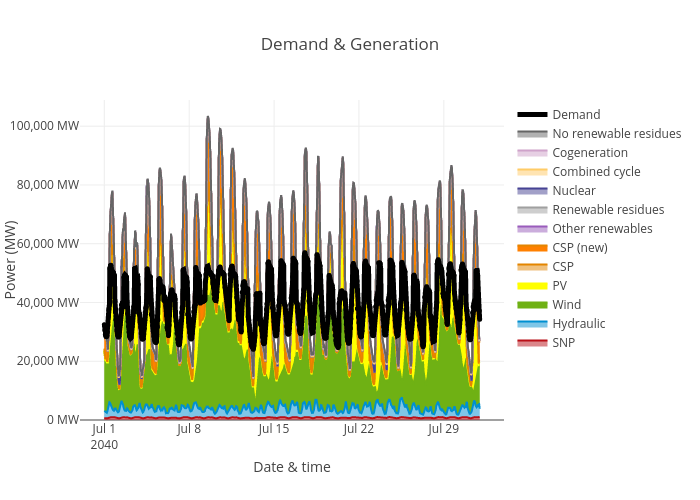 Demand & Generation
100,000 MW
80,000 MW
60,000 MW
40,000 MW
20,000 MW
0 MW
Power (MW)
Jul 1
2040
Jul 8
Jul 15
Jul 22
Jul 29
Date & time
Demand
No renewable residues
Cogeneration
Combined cycle
Nuclear
Renewable residues
Other renewables
CSP (new)
CSP
PV
Wind
Hydraulic
SNP